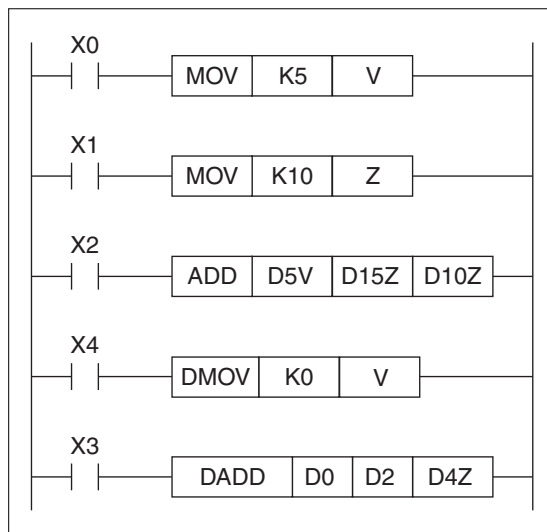 X0
MOV K5 V
X1
MOV K10 Z
X2
ADD D5V D15Z D10Z
X4
DMOV K0 V
X3
DADD D0 D2 D4Z